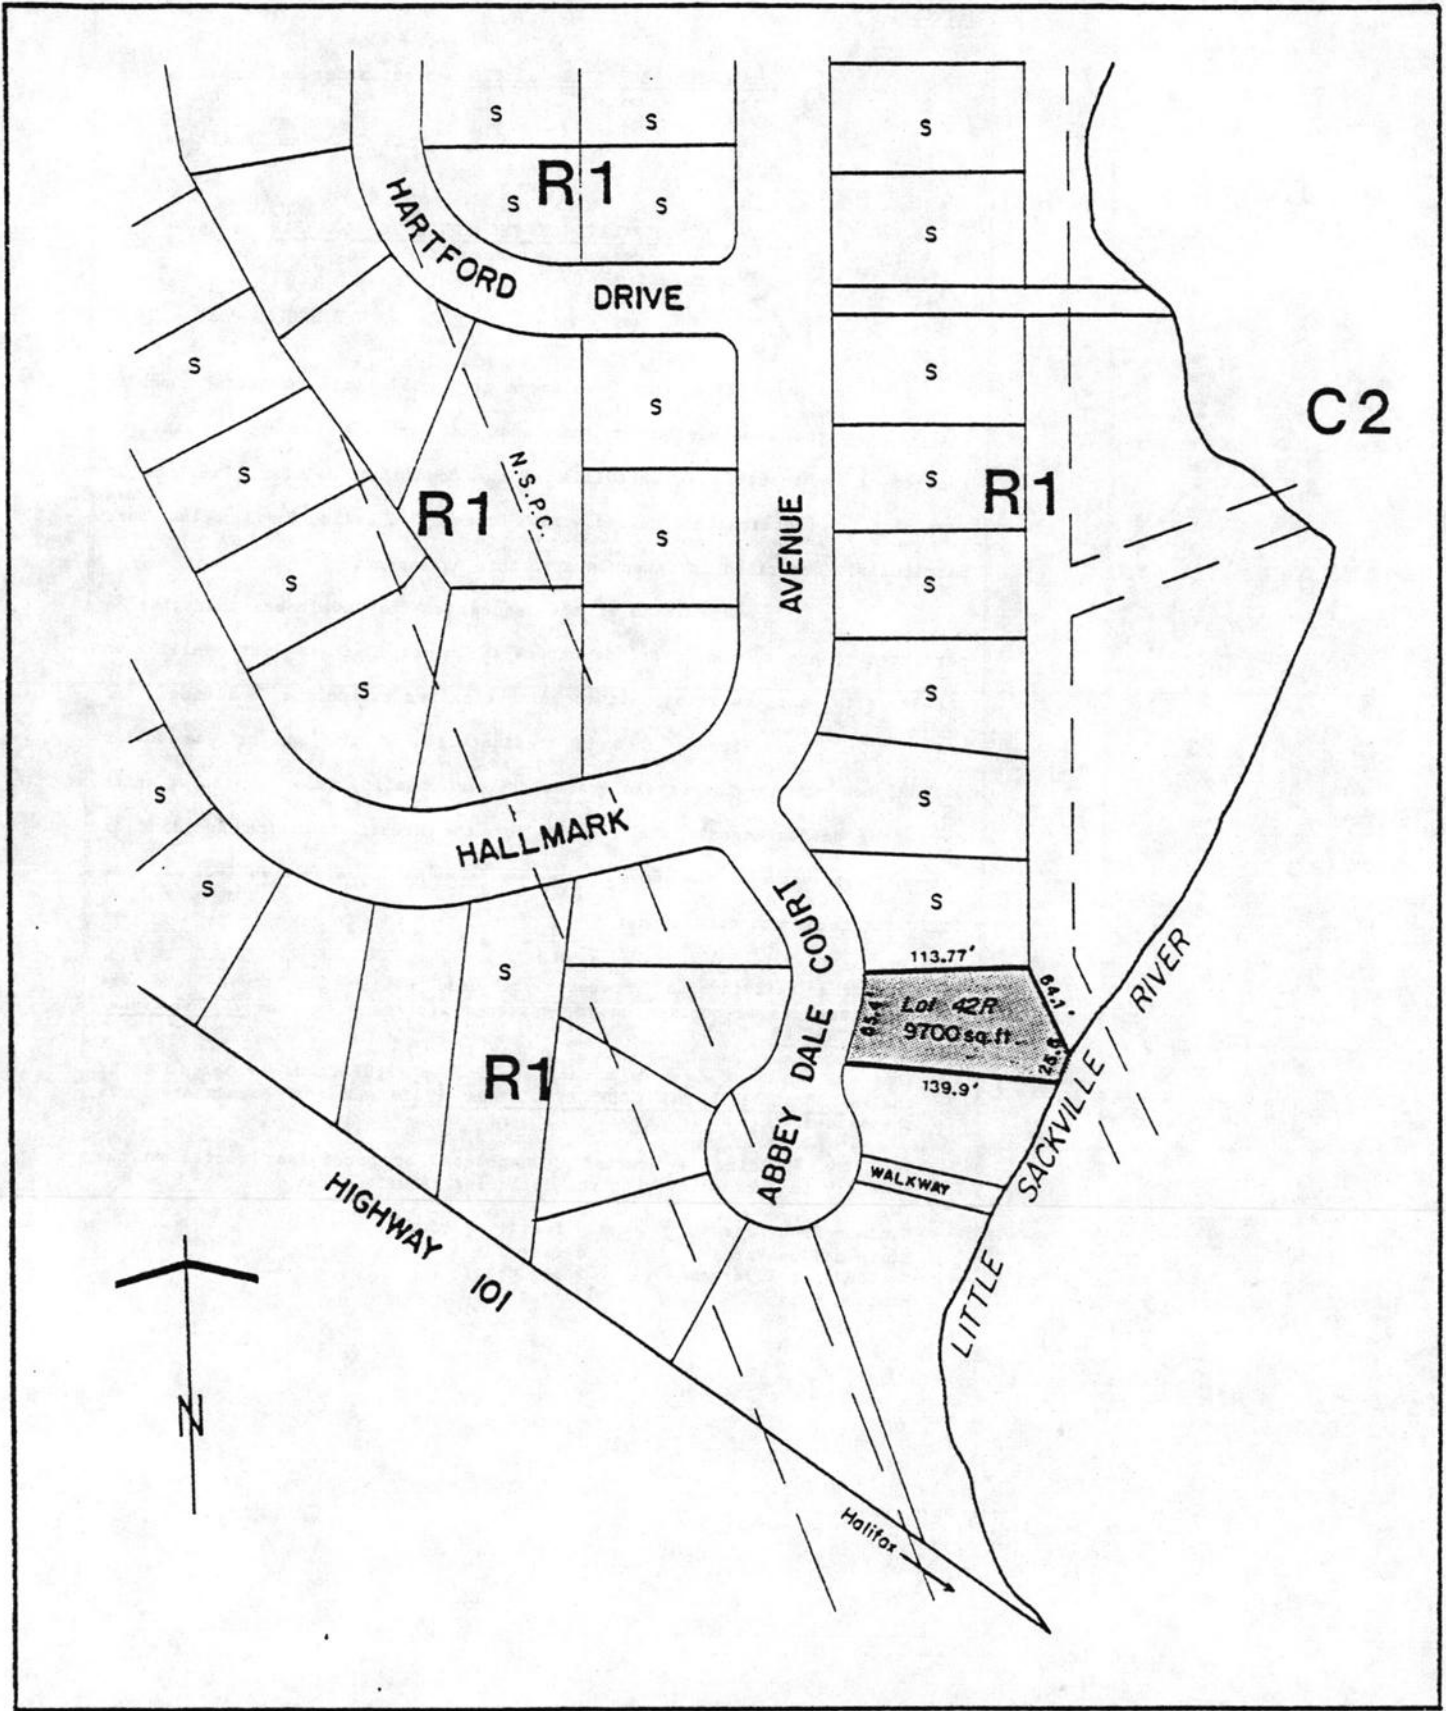 S
S
S
R1
S
S
S
HARTFORD
DRIVE
S
S
S
C2
S
N.S.P.C.
S
R1
R1
AVENUE
S
S
S
S
S
S
S
HALLMARK
S
S
ABBEY DALE COURT
113.77'
64.1'
Lot 42R
9700 sq.ft.
139.9'
S
R1
WALKWAY
LITTLE SACKVILLE RIVER
HIGHWAY 101
N
Halifax